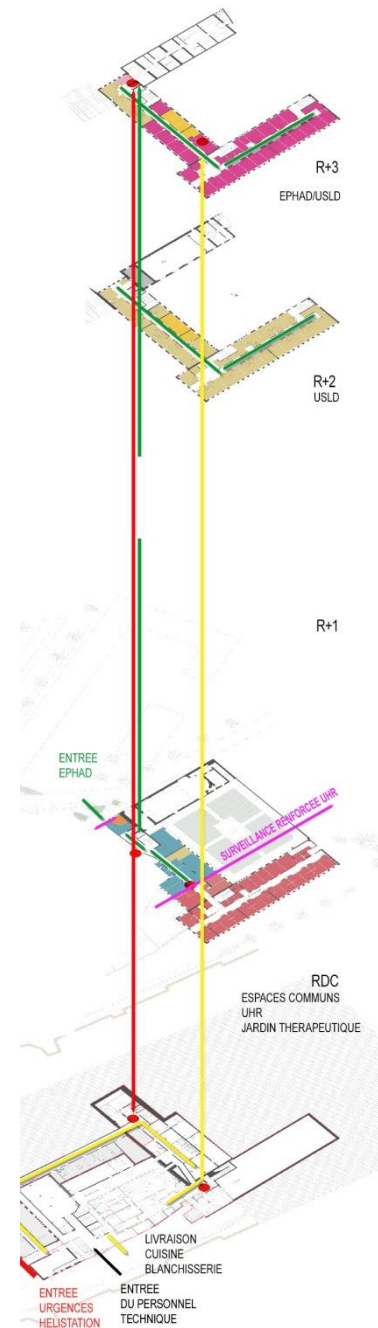 R+3
EPHAD/USLD
R+2
USLD
R+1
ENTREE
EPHAD
SURVEILLANCE RENFORCEE UHR
RDC
ESPACES COMMUNS
UHR
JARDIN THERAPEUTIQUE
LIVRAISON
CUISINE
BLANCHISSERIE
ENTREE
DU PERSONNEL
TECHNIQUE
ENTREE
URGENCES
HELISTATION